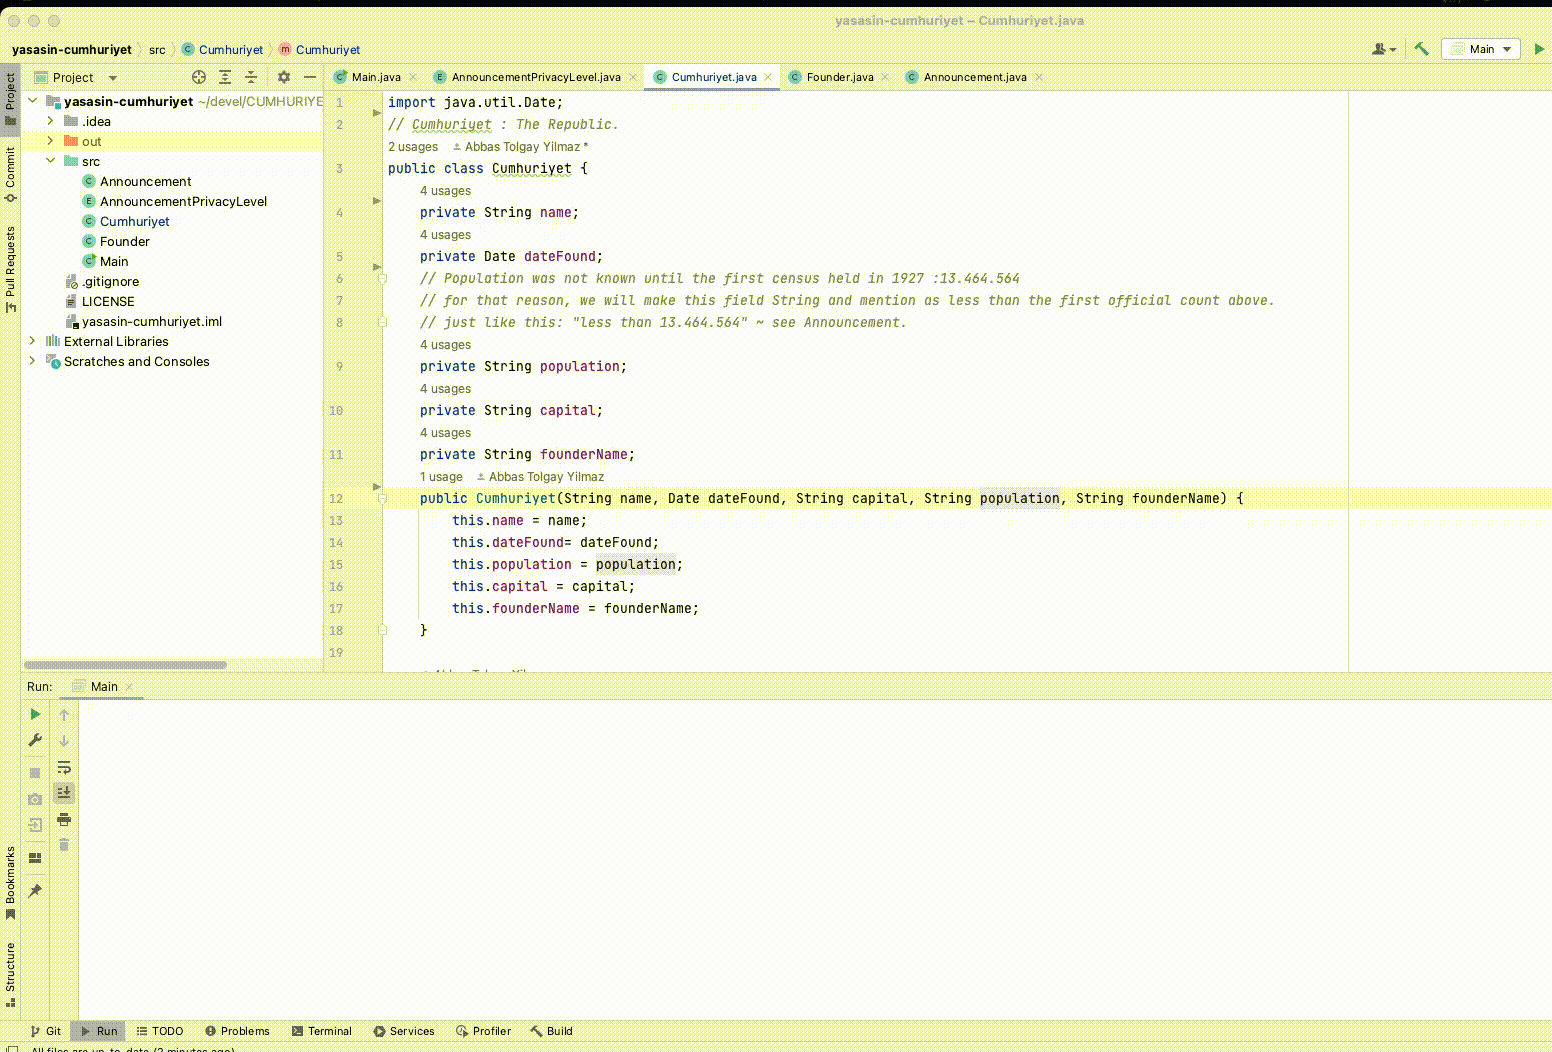 yasasin-cumhuriyet – Cumhuriyet.java
yasasin-cumhuriyet src Cumhuriyet Cumhuriyet
Main
Project
Main.java
AnnouncementPrivacyLevel.java
Cumhuriyet.java
Founder.java
Announcement.java
Project
Commit
Pull Requests
Bookmarks
Structure
yasasin-cumhuriyet ~/devel/CUMHURIYE
.idea
out
src
Announcement
AnnouncementPrivacyLevel
Cumhuriyet
Founder
Main
.gitignore
LICENSE
yasasin-cumhuriyet.iml
External Libraries
Scratches and Consoles
1 import java.util.Date;
2 // Cumhuriyet : The Republic.
2 usages Abbas Tolgay Yilmaz *
3 public class Cumhuriyet {
4 usages
4 private String name;
4 usages
5 private Date dateFound;
6 // Population was not known until the first census held in 1927 :13.464.564
7 // for that reason, we will make this field String and mention as less than the first official count above.
8 // just like this: "less than 13.464.564" ~ see Announcement.
4 usages
9 private String population;
4 usages
10 private String capital;
4 usages
11 private String founderName;
1 usage Abbas Tolgay Yilmaz
12 public Cumhuriyet(String name, Date dateFound, String capital, String population, String founderName) {
13 this.name = name;
14 this.dateFound= dateFound;
15 this.population = population;
16 this.capital = capital;
17 this.founderName = founderName;
18 }
19
Run: Main
Git Run TODO Problems Terminal Services Profiler Build
All files are up-to-date (2 minutes ago)